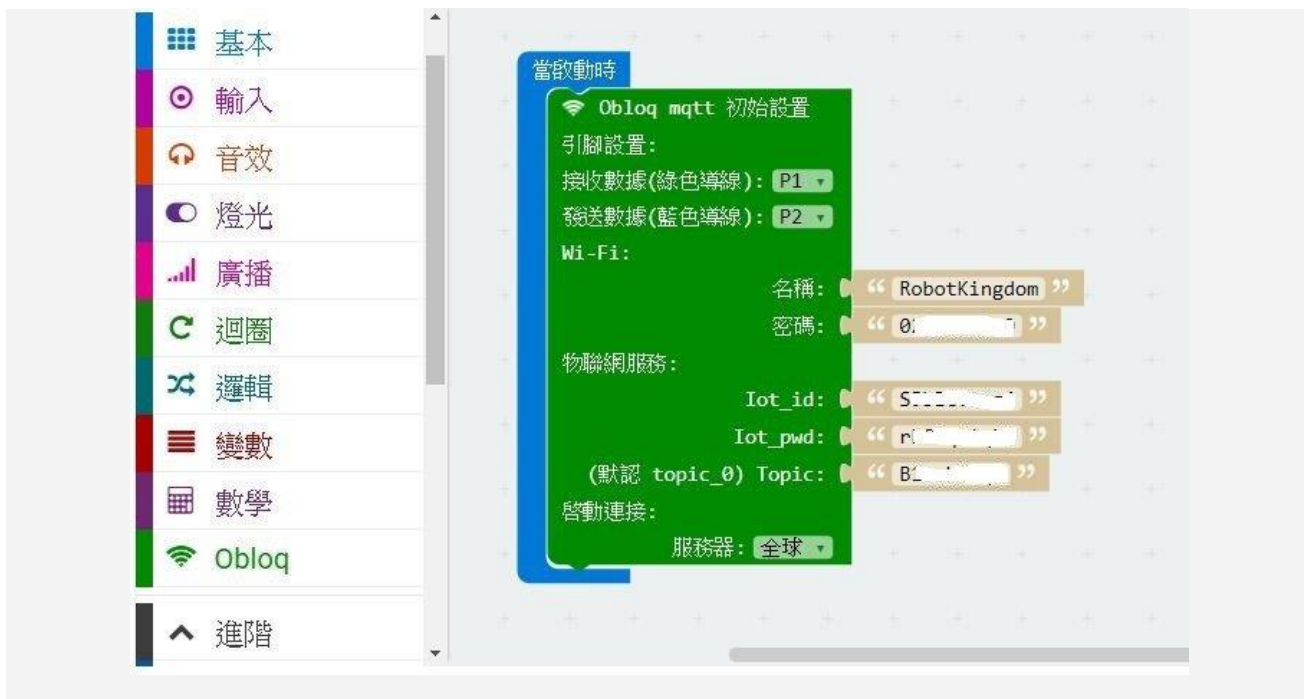 基本
輸入
音效
燈光
廣播
迴圈
邏輯
變數
數學
Obloq
進階
當啟動時
Obloq mqtt 初始設置
引腳設置:
接收數據(綠色導線): P1
發送數據(藍色導線): P2
Wi-Fi:
名稱: “ RobotKingdom ”
密碼: “ ”
物聯網服務:
Iot_id: “ ”
Iot_pwd: “ ”
(默認 topic_0) Topic: “ ”
啓動連接:
服務器: 全球